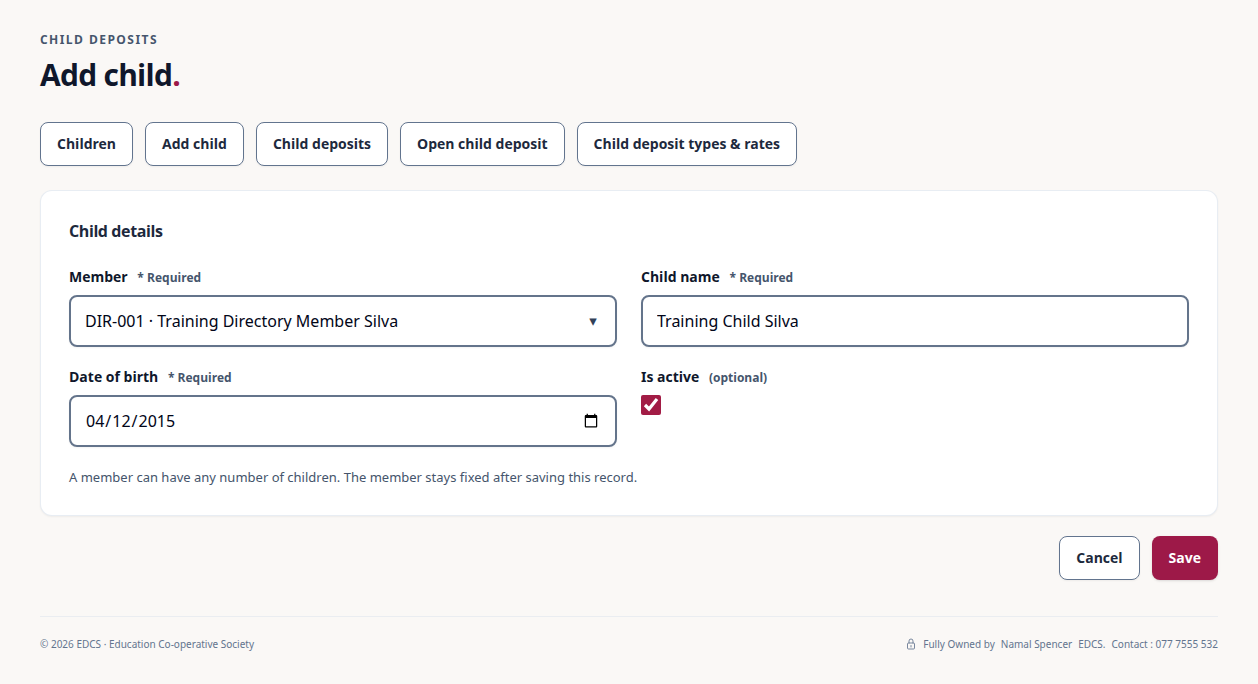 CHILD DEPOSITS
Add child.
Children
Add child
Child deposits
Open child deposit
Child deposit types & rates
Child details
Member * Required
Child name * Required
DIR-001 · Training Directory Member Silva
Training Child Silva
Date of birth * Required
Is active (optional)
04/12/2015
A member can have any number of children. The member stays fixed after saving this record.
Cancel
Save
© 2026 EDCS · Education Co-operative Society
Fully Owned by Namal Spencer EDCS. Contact : 077 7555 532